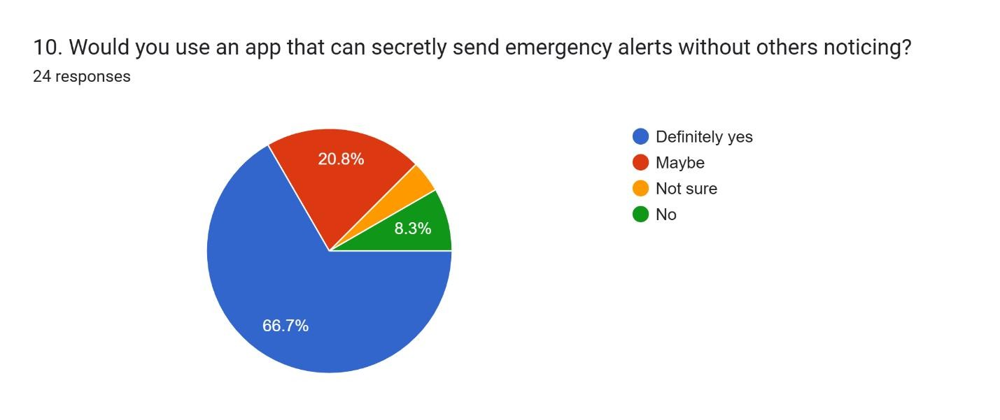 10. Would you use an app that can secretly send emergency alerts without others noticing?
24 responses
20.8%
8.3%
66.7%
Definitely yes
Maybe
Not sure
No